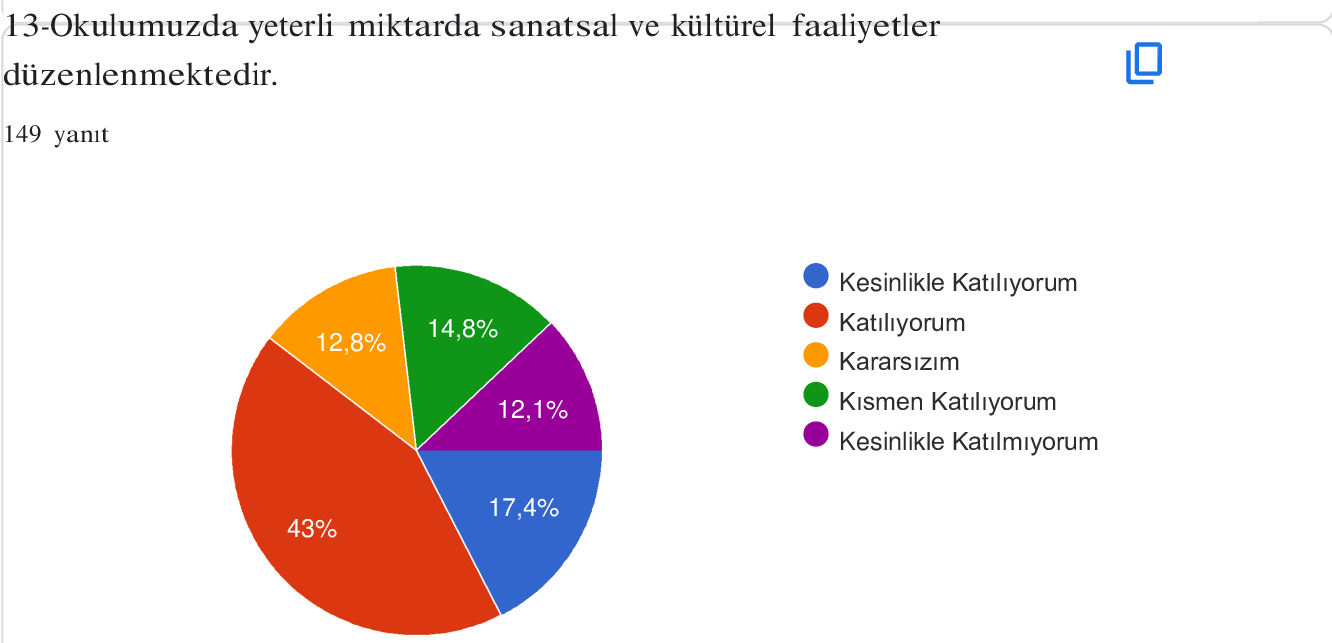 13-Okulumuzda yeterli miktarda sanatsal ve kültürel faaliyetler
düzenlenmektedir.
149 yanıt
Kesinlikle Katılıyorum
Katılıyorum
Kararsızım
Kısmen Katılıyorum
Kesinlikle Katılmıyorum
12,8%
14,8%
12,1%
17,4%
43%